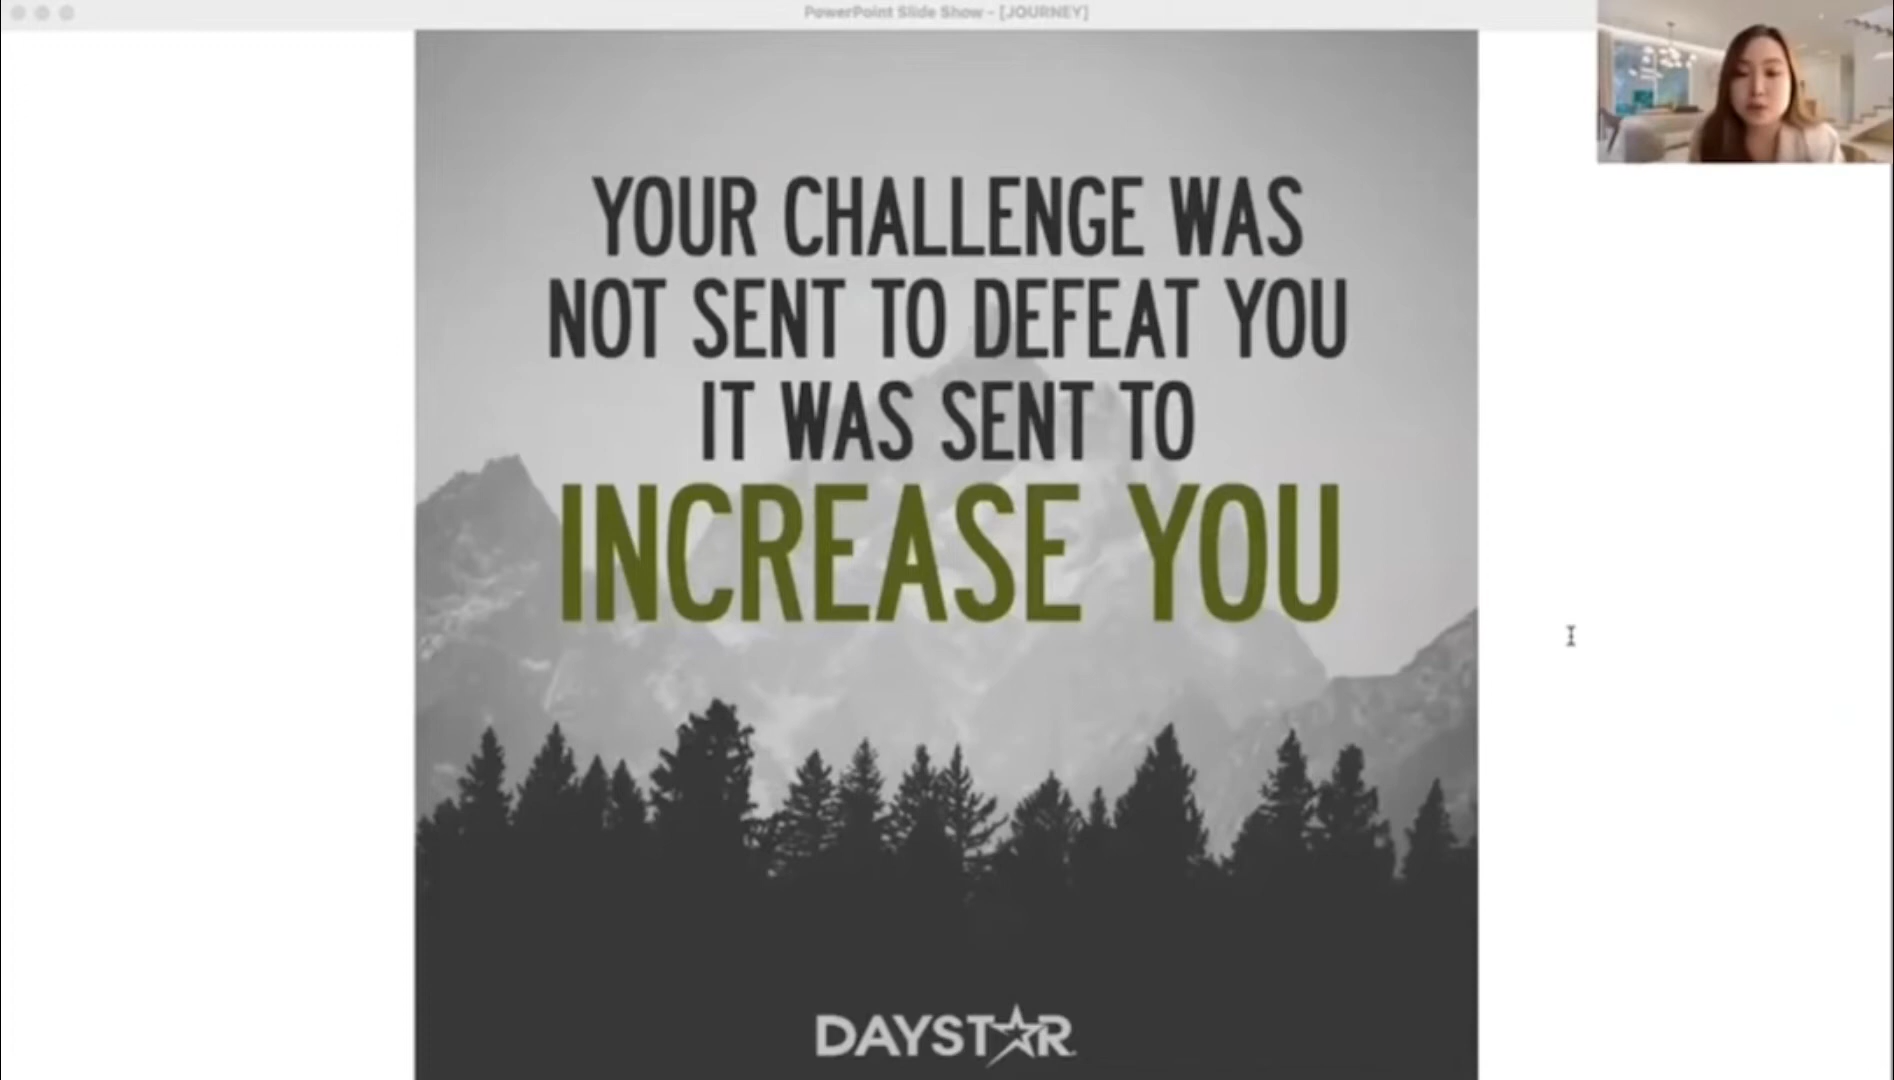 PowerPoint Slide Show - [JOURNEY]
YOUR CHALLENGE WAS
NOT SENT TO DEFEAT YOU
IT WAS SENT TO
INCREASE YOU
DAYSTAR